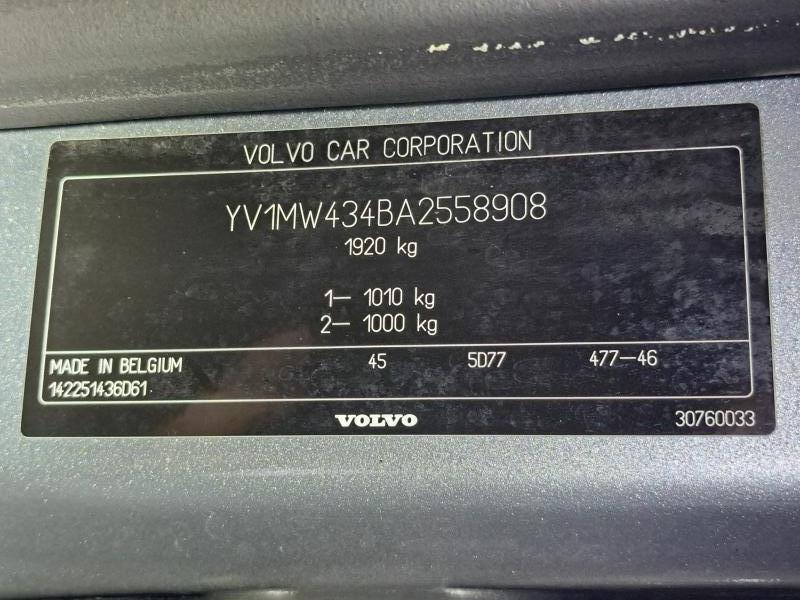 VOLVO CAR CORPORATION
YV1MW434BA2558908
1920 kg
1— 1010 kg
2— 1000 kg
MADE IN BELGIUM 45 5D77 477—46
142251436D61
VOLVO 30760033